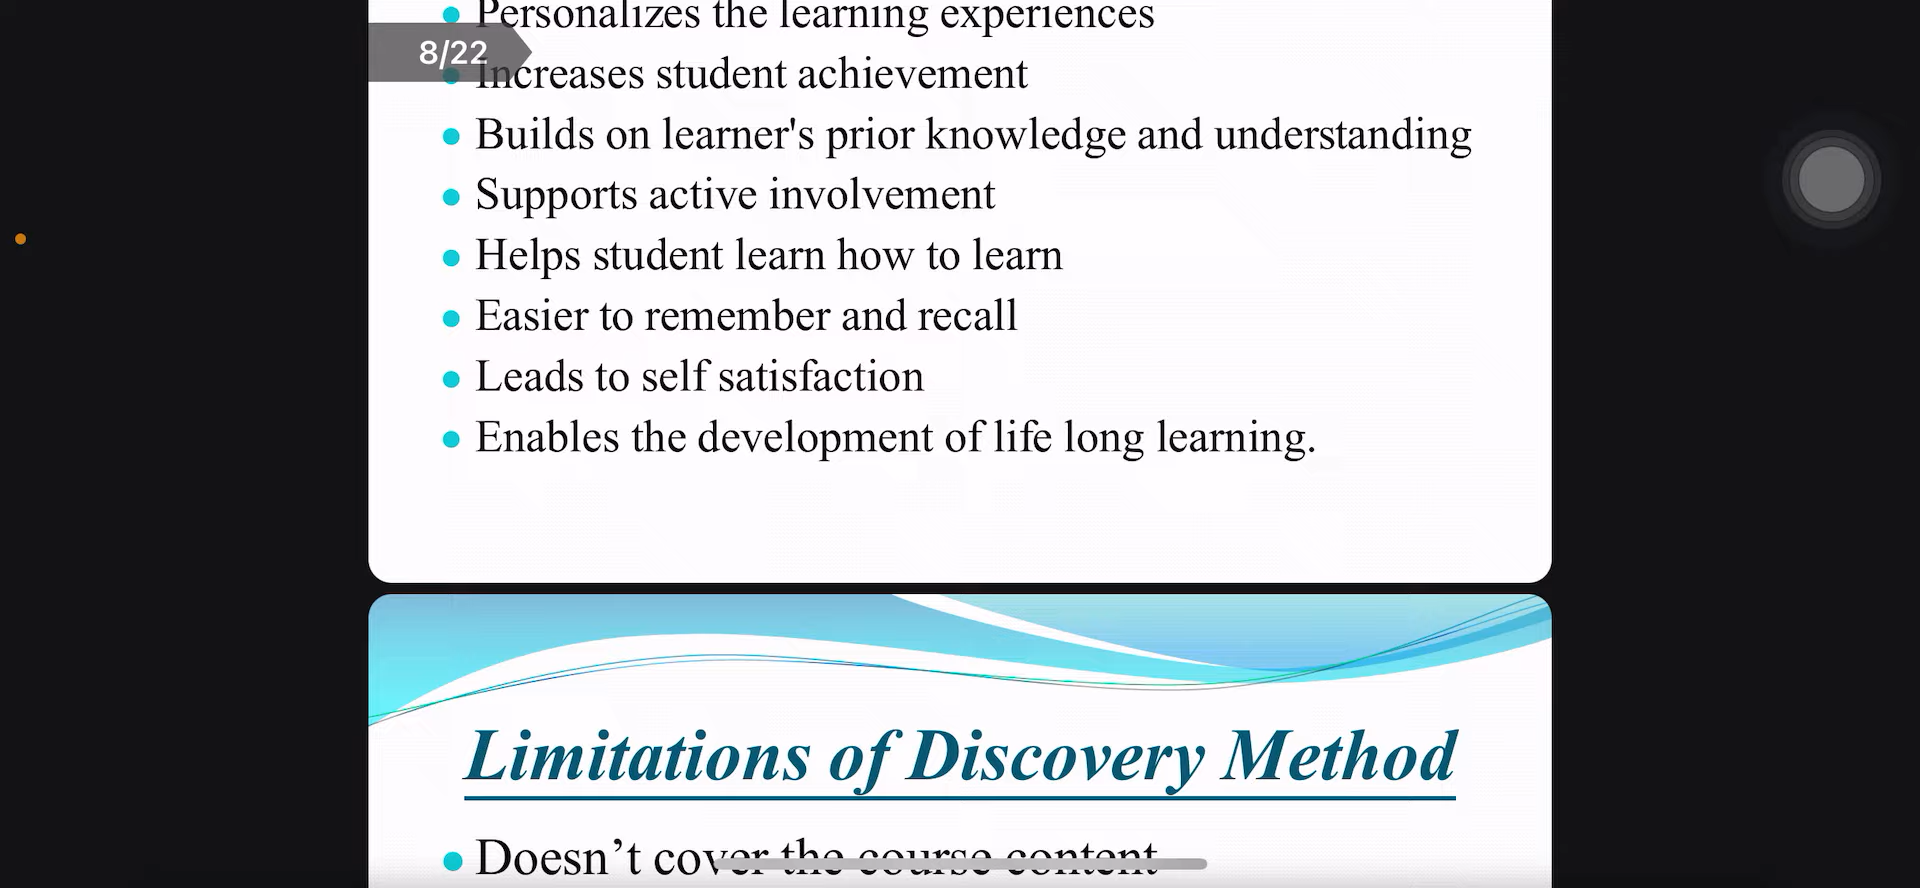 Personalizes the learning experiences
8/22
Increases student achievement
Builds on learner's prior knowledge and understanding
Supports active involvement
Helps student learn how to learn
Easier to remember and recall
Leads to self satisfaction
Enables the development of life long learning.
Limitations of Discovery Method
Doesn’t cover the course content